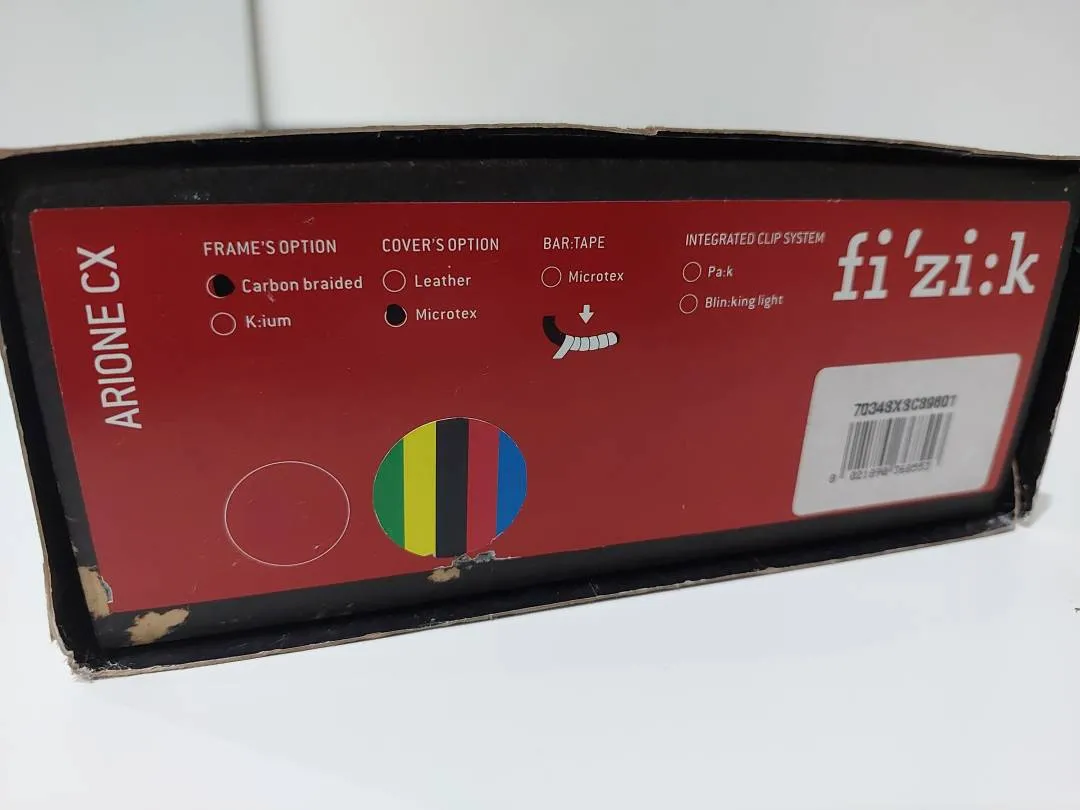 ARIONE CX
FRAME'S OPTION
Carbon braided
K:ium
COVER'S OPTION
Leather
Microtex
BAR:TAPE
Microtex
INTEGRATED CLIP SYSTEM
Pa:k
Blin:king light
fi'zi:k